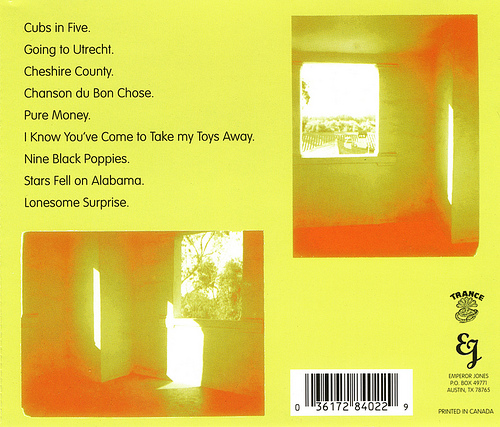 Cubs in Five.
Going to Utrecht.
Cheshire County.
Chanson du Bon Chose.
Pure Money.
I Know You've Come to Take my Toys Away.
Nine Black Poppies.
Stars Fell on Alabama.
Lonesome Surprise.
TRANCE
EJ
EMPEROR JONES
P.O. BOX 49771
AUSTIN, TX 78765
PRINTED IN CANADA
0 36172 84022 9